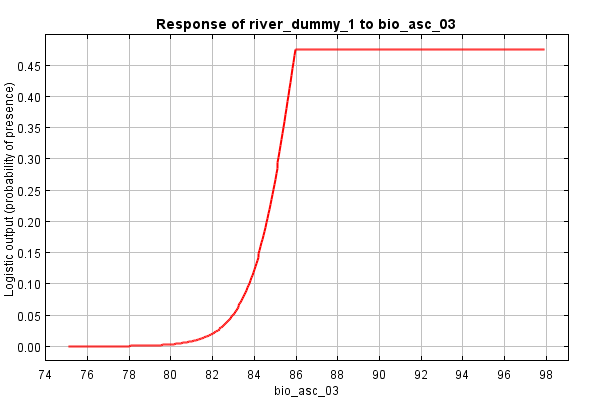 Response of river_dummy_1 to bio_asc_03
Logistic output (probability of presence)
0.45
0.40
0.35
0.30
0.25
0.20
0.15
0.10
0.05
0.00
74 76 78 80 82 84 86 88 90 92 94 96 98
bio_asc_03